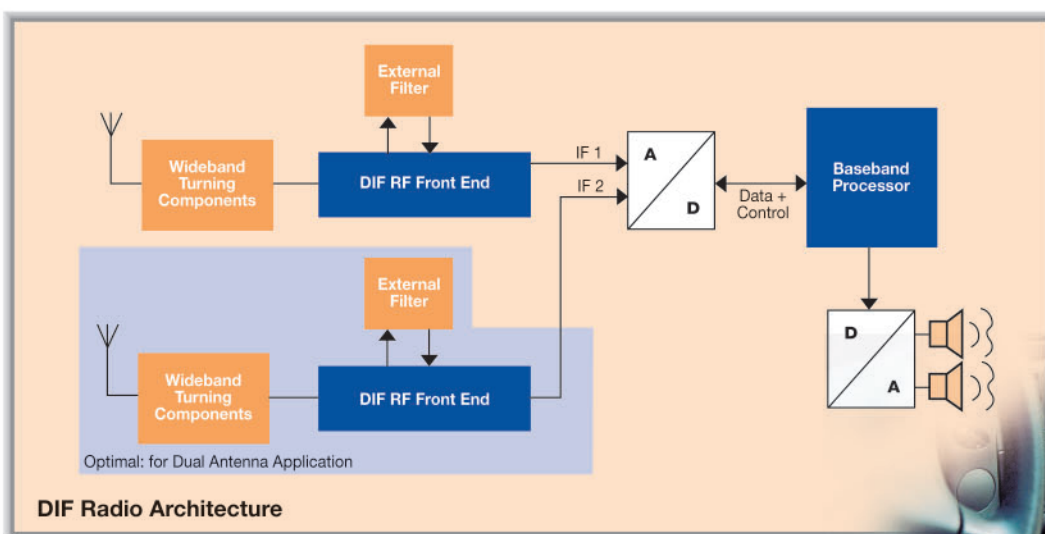 External
Filter
Wideband
Turning
Components
DIF RF Front End
IF 1
IF 2
A
D
Data +
Control
Baseband
Processor
External
Filter
Wideband
Turning
Components
DIF RF Front End
D
A
Optimal: for Dual Antenna Application
DIF Radio Architecture